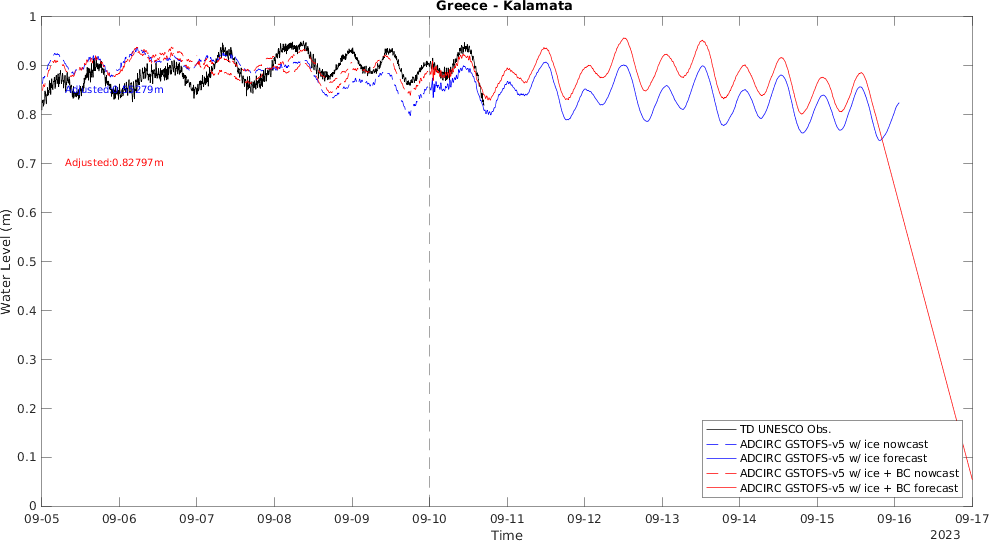 Greece - Kalamata
1
0.9
0.8
0.7
0.6
0.5
0.4
0.3
0.2
0.1
0
Water Level (m)
Adjusted:0.82797m
TD UNESCO Obs.
ADCIRC GSTOFS-v5 w/ ice nowcast
ADCIRC GSTOFS-v5 w/ ice forecast
ADCIRC GSTOFS-v5 w/ ice + BC nowcast
ADCIRC GSTOFS-v5 w/ ice + BC forecast
09-05 09-06 09-07 09-08 09-09 09-10 09-11 09-12 09-13 09-14 09-15 09-16 09-17
Time
2023